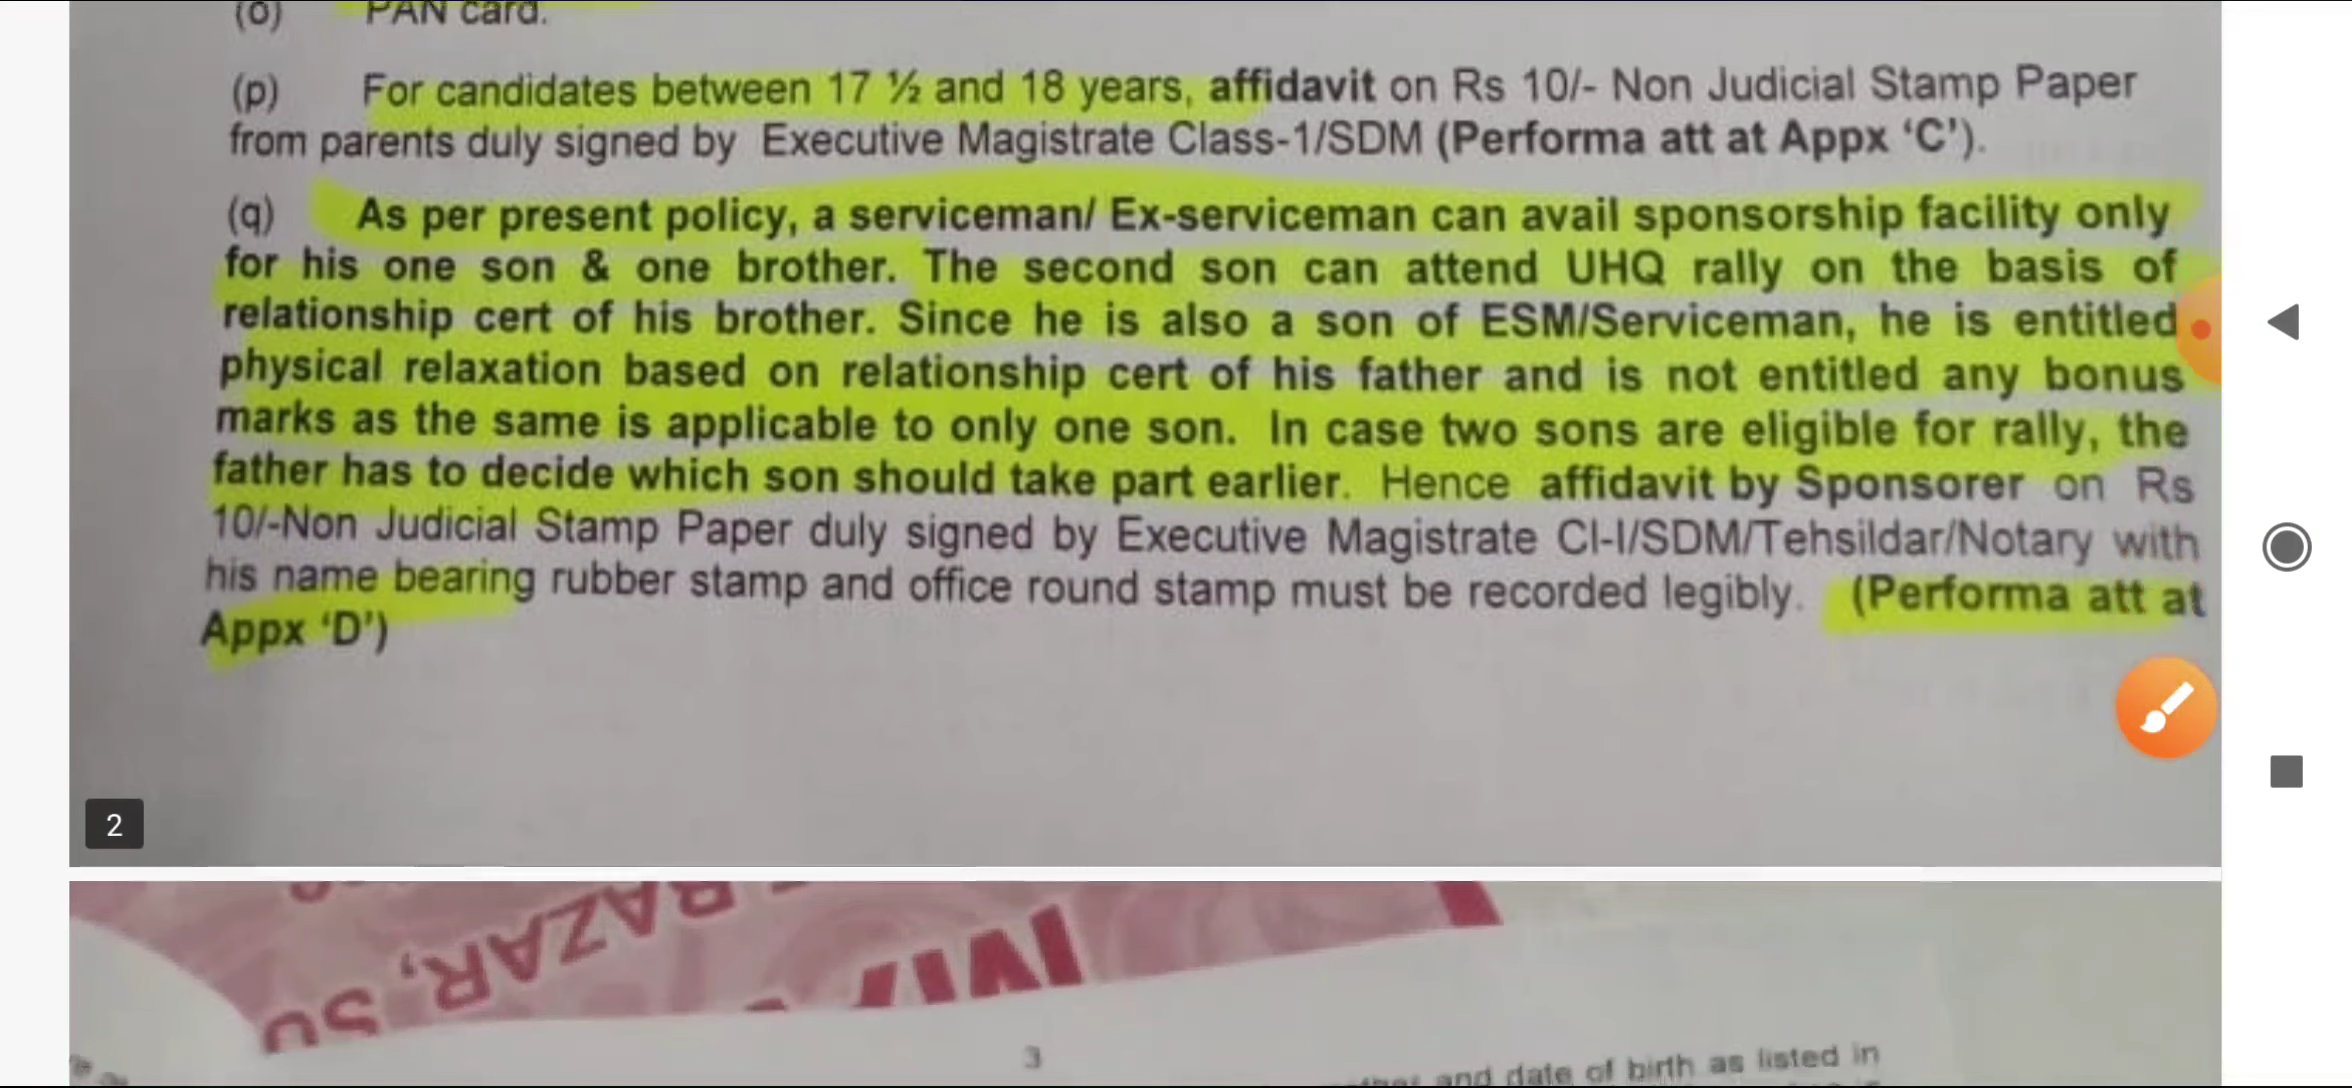 (o) PAN card.
(p) For candidates between 17 ½ and 18 years, affidavit on Rs 10/- Non Judicial Stamp Paper
from parents duly signed by Executive Magistrate Class-1/SDM (Performa att at Appx ‘C’).
(q) As per present policy, a serviceman/ Ex-serviceman can avail sponsorship facility only
for his one son & one brother. The second son can attend UHQ rally on the basis of
relationship cert of his brother. Since he is also a son of ESM/Serviceman, he is entitled
physical relaxation based on relationship cert of his father and is not entitled any bonus
marks as the same is applicable to only one son. In case two sons are eligible for rally, the
father has to decide which son should take part earlier. Hence affidavit by Sponsorer on Rs
10/-Non Judicial Stamp Paper duly signed by Executive Magistrate Cl-I/SDM/Tehsildar/Notary with
his name bearing rubber stamp and office round stamp must be recorded legibly. (Performa att at
Appx ‘D’)
2
BAZAR, SU
3
and date of birth as listed in